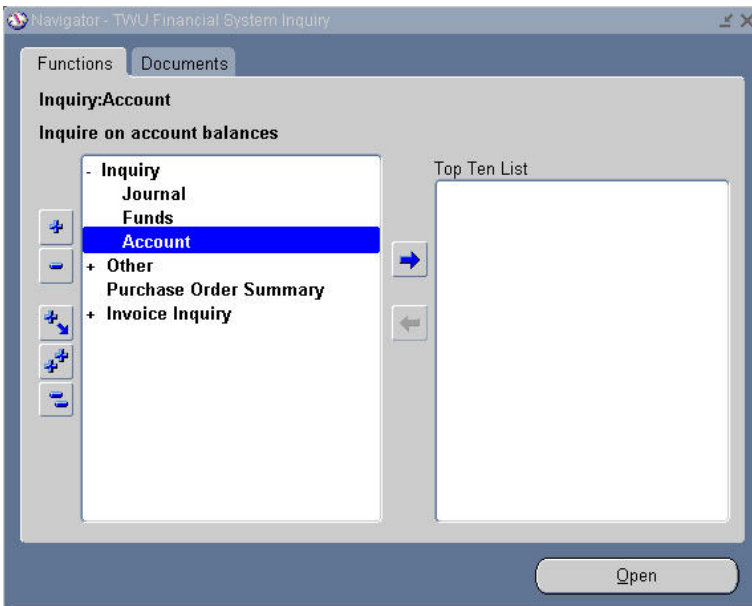 Navigator - TWU Financial System Inquiry
Functions Documents
Inquiry:Account
Inquire on account balances
Top Ten List
- Inquiry
Journal
Funds
Account
+ Other
Purchase Order Summary
+ Invoice Inquiry
Open